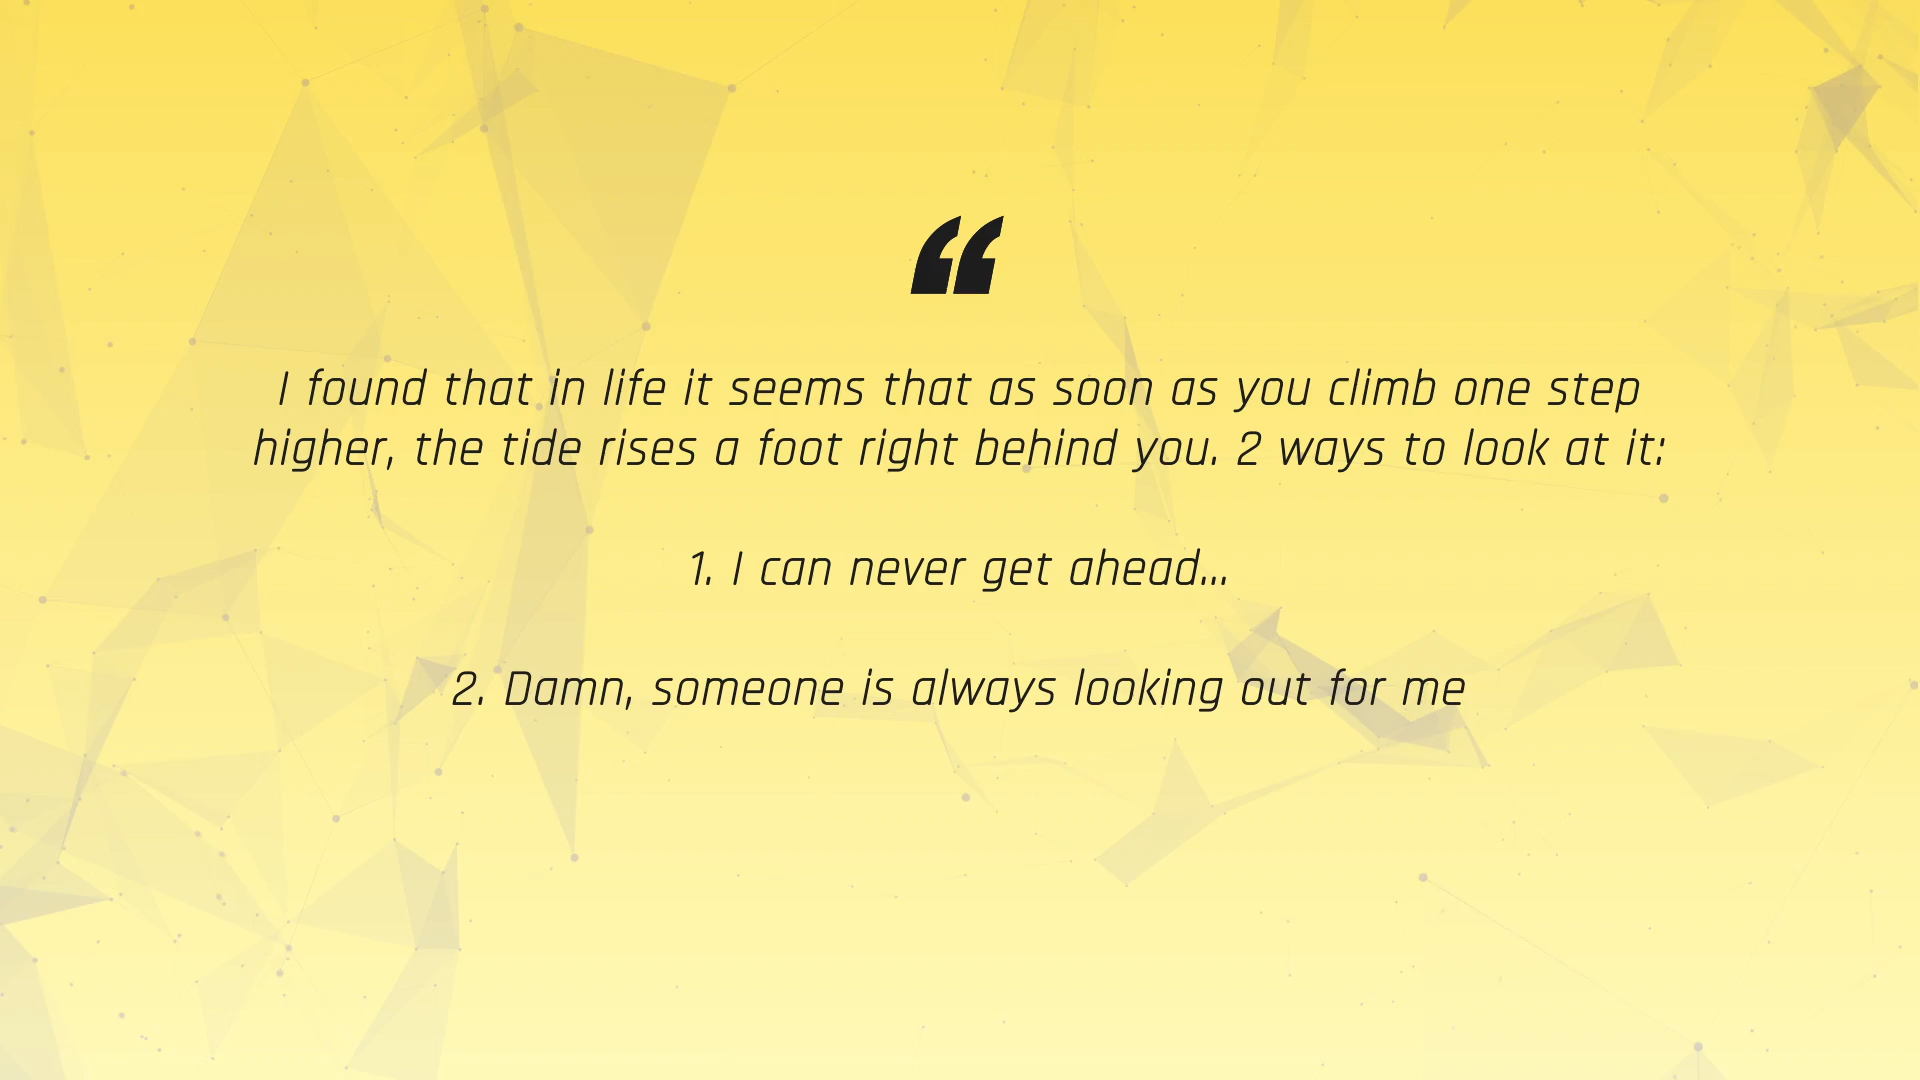 “
I found that in life it seems that as soon as you climb one step
higher, the tide rises a foot right behind you. 2 ways to look at it:
1. I can never get ahead...
2. Damn, someone is always looking out for me